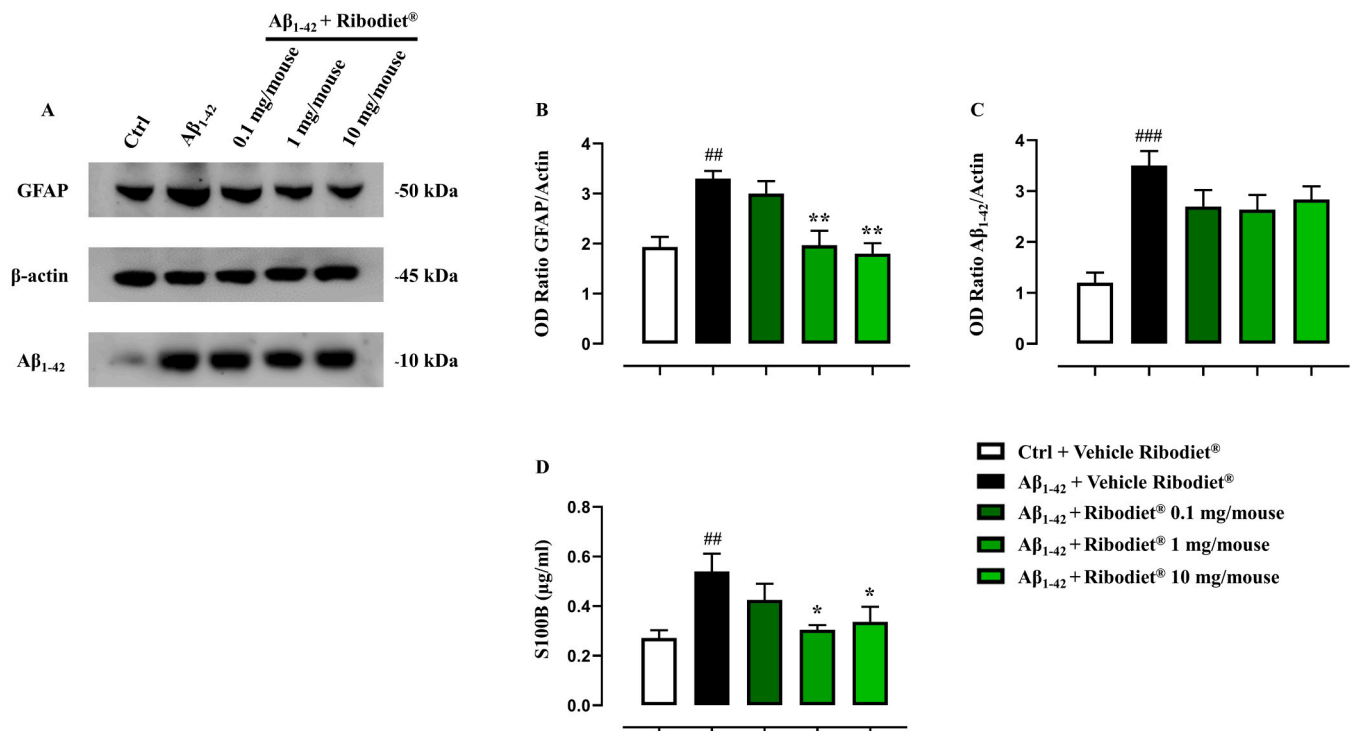 Aβ1-42 + Ribodiet®
A
Ctrl
Aβ1-42
0.1 mg/mouse
1 mg/mouse
10 mg/mouse
GFAP
-50 kDa
β-actin
-45 kDa
Aβ1-42
-10 kDa
B
OD Ratio GFAP/Actin
4
3
2
1
0
##
**
**
C
OD Ratio Aβ1-42/Actin
4
3
2
1
0
###
D
S100B (µg/ml)
0.8
0.6
0.4
0.2
0.0
##
*
*
Ctrl + Vehicle Ribodiet®
Aβ1-42 + Vehicle Ribodiet®
Aβ1-42 + Ribodiet® 0.1 mg/mouse
Aβ1-42 + Ribodiet® 1 mg/mouse
Aβ1-42 + Ribodiet® 10 mg/mouse